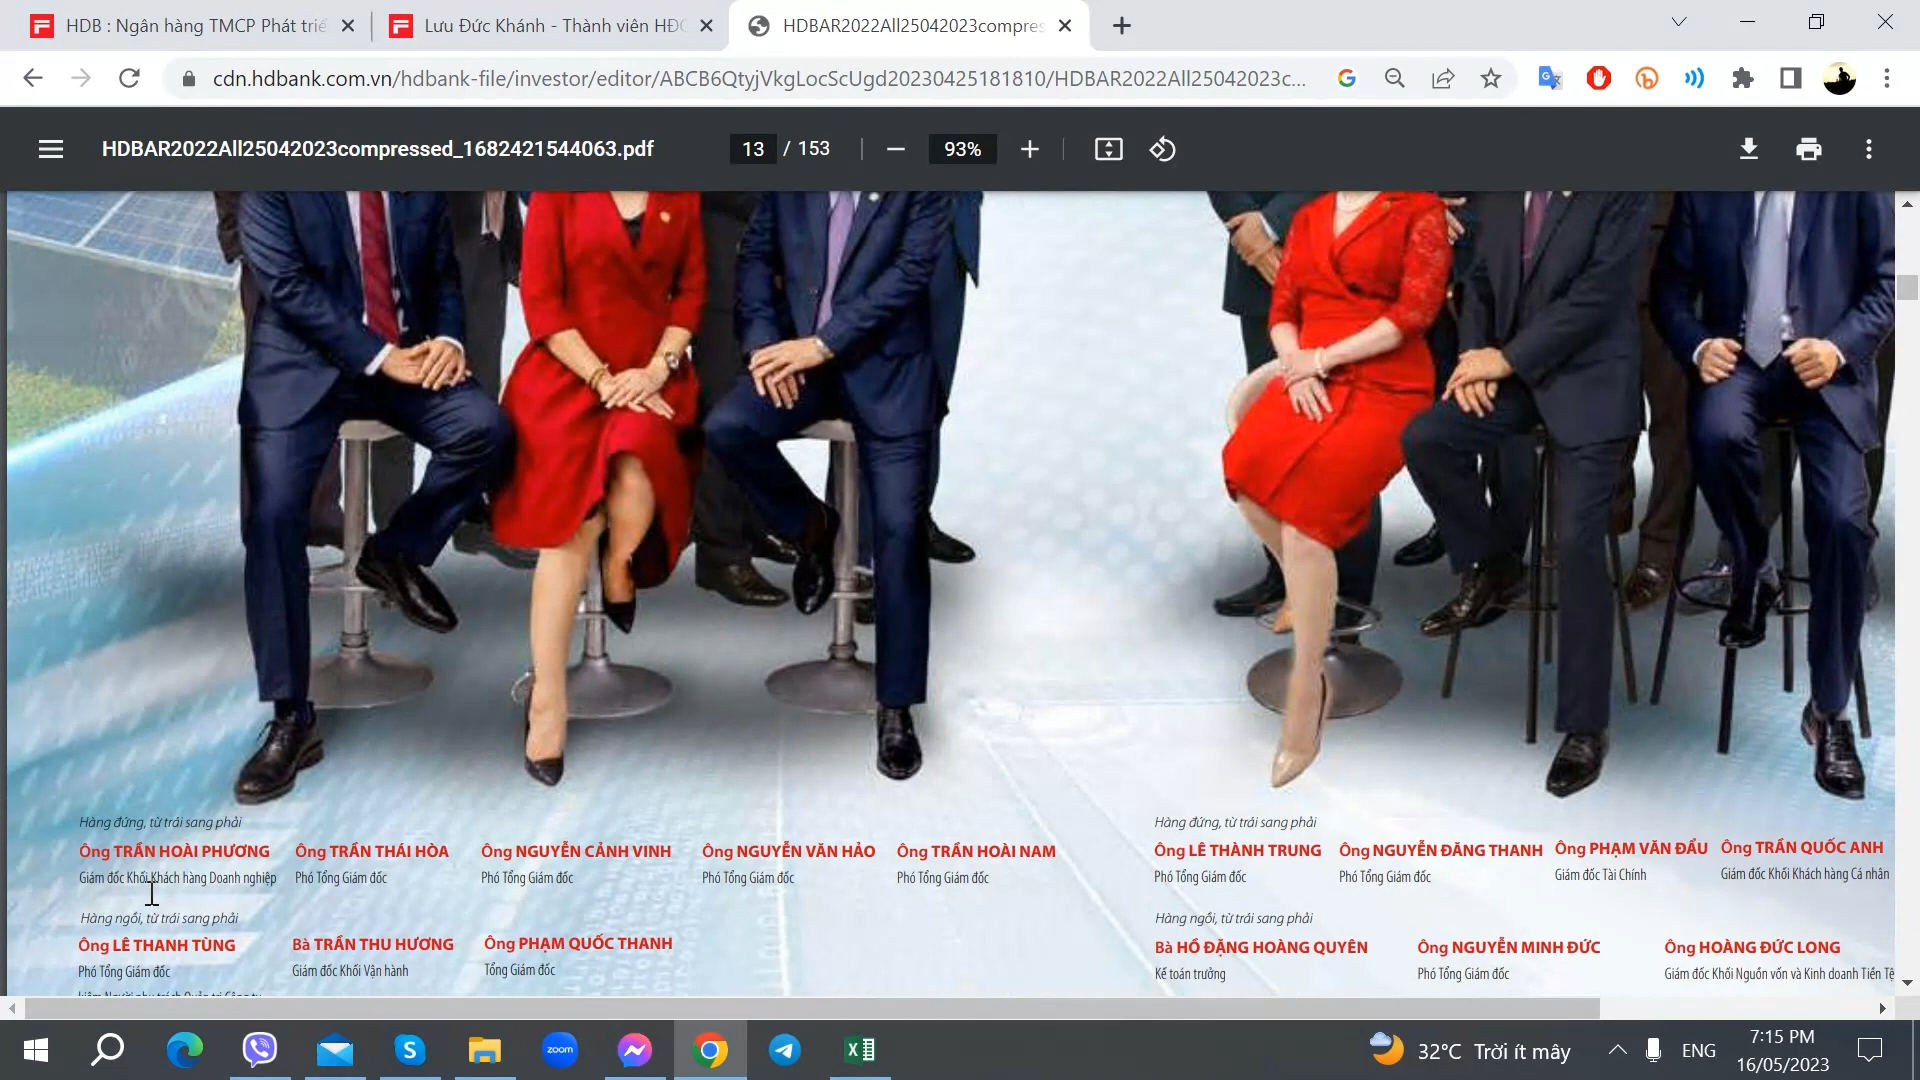 HDB : Ngân hàng TMCP Phát triể
Lưu Đức Khánh - Thành viên HĐQ
HDBAR2022All25042023compres
cdn.hdbank.com.vn/hdbank-file/investor/editor/ABCB6QtyjVkgLocScUgd20230425181810/HDBAR2022All25042023c...
HDBAR2022All25042023compressed_1682421544063.pdf
13 / 153
93%
Hàng đứng, từ trái sang phải
Ông TRẦN HOÀI PHƯƠNG
Giám đốc Khối Khách hàng Doanh nghiệp
Ông TRẦN THÁI HÒA
Phó Tổng Giám đốc
Ông NGUYỄN CẢNH VINH
Phó Tổng Giám đốc
Ông NGUYỄN VĂN HẢO
Phó Tổng Giám đốc
Ông TRẦN HOÀI NAM
Phó Tổng Giám đốc
Hàng ngồi, từ trái sang phải
Ông LÊ THANH TÙNG
Phó Tổng Giám đốc
kiêm Người phụ trách Quản trị Công ty
Bà TRẦN THU HƯƠNG
Giám đốc Khối Vận hành
Ông PHẠM QUỐC THANH
Tổng Giám đốc
Hàng đứng, từ trái sang phải
Ông LÊ THÀNH TRUNG
Phó Tổng Giám đốc
Ông NGUYỄN ĐĂNG THANH
Phó Tổng Giám đốc
Ông PHẠM VĂN ĐẨU
Giám đốc Tài Chính
Ông TRẦN QUỐC ANH
Giám đốc Khối Khách hàng Cá nhân
Hàng ngồi, từ trái sang phải
Bà HỒ ĐẶNG HOÀNG QUYÊN
Kế toán trưởng
Ông NGUYỄN MINH ĐỨC
Phó Tổng Giám đốc
Ông HOÀNG ĐỨC LONG
Giám đốc Khối Nguồn vốn và Kinh doanh Tiền Tệ
zoom
32°C Trời ít mây
ENG
7:15 PM
16/05/2023